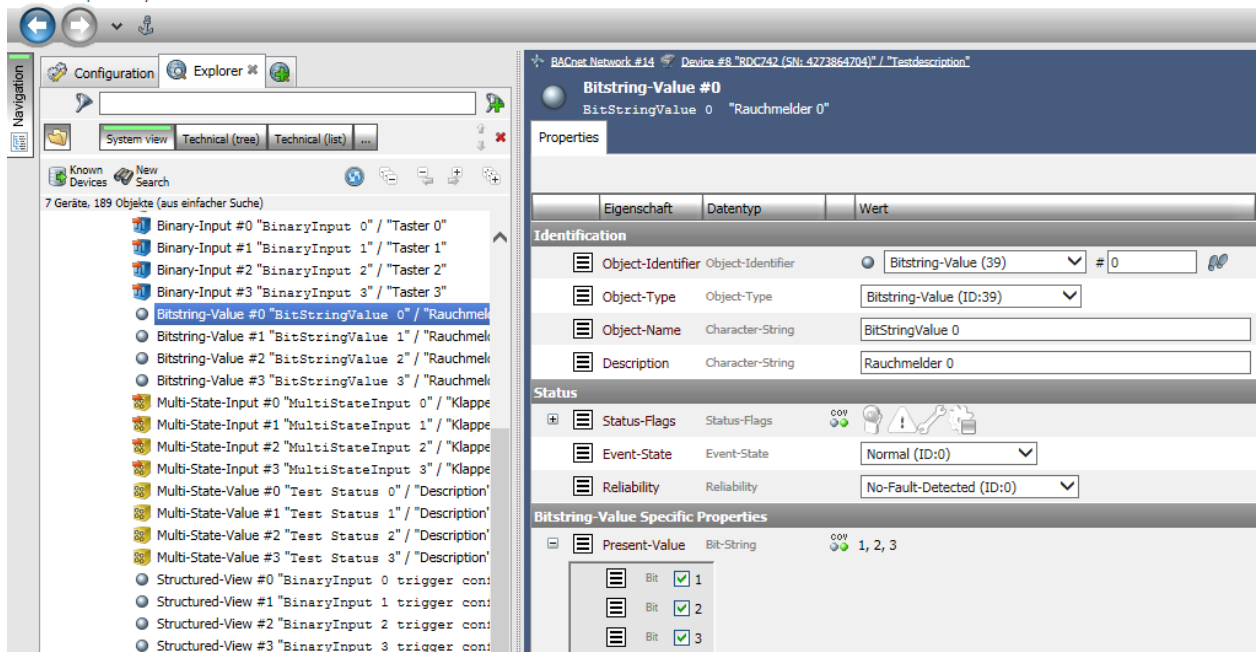 Configuration
Explorer
Navigation
System view
Technical (tree)
Technical (list)
...
Known Devices
New Search
7 Geräte, 189 Objekte (aus einfacher Suche)
Binary-Input #0 "BinaryInput 0" / "Taster 0"
Binary-Input #1 "BinaryInput 1" / "Taster 1"
Binary-Input #2 "BinaryInput 2" / "Taster 2"
Binary-Input #3 "BinaryInput 3" / "Taster 3"
Bitstring-Value #0 "BitStringValue 0" / "Rauchmel
Bitstring-Value #1 "BitStringValue 1" / "Rauchmel
Bitstring-Value #2 "BitStringValue 2" / "Rauchmel
Bitstring-Value #3 "BitStringValue 3" / "Rauchmel
Multi-State-Input #0 "MultiStateInput 0" / "Klappe
Multi-State-Input #1 "MultiStateInput 1" / "Klappe
Multi-State-Input #2 "MultiStateInput 2" / "Klappe
Multi-State-Input #3 "MultiStateInput 3" / "Klappe
Multi-State-Value #0 "Test Status 0" / "Description"
Multi-State-Value #1 "Test Status 1" / "Description"
Multi-State-Value #2 "Test Status 2" / "Description"
Multi-State-Value #3 "Test Status 3" / "Description"
Structured-View #0 "BinaryInput 0 trigger con
Structured-View #1 "BinaryInput 1 trigger con
Structured-View #2 "BinaryInput 2 trigger con
Structured-View #3 "BinaryInput 3 trigger con
BACnet Network #14 Device #8 "RDC742 (SN: 4273864704)" / "Testdescription"
Bitstring-Value #0
BitStringValue 0 "Rauchmelder 0"
Properties
Eigenschaft Datentyp Wert
Identification
Object-Identifier Object-Identifier Bitstring-Value (39) # 0
Object-Type Object-Type Bitstring-Value (ID:39)
Object-Name Character-String BitStringValue 0
Description Character-String Rauchmelder 0
Status
Status-Flags Status-Flags COV
Event-State Event-State Normal (ID:0)
Reliability Reliability No-Fault-Detected (ID:0)
Bitstring-Value Specific Properties
Present-Value Bit-String COV 1, 2, 3
Bit 1
Bit 2
Bit 3